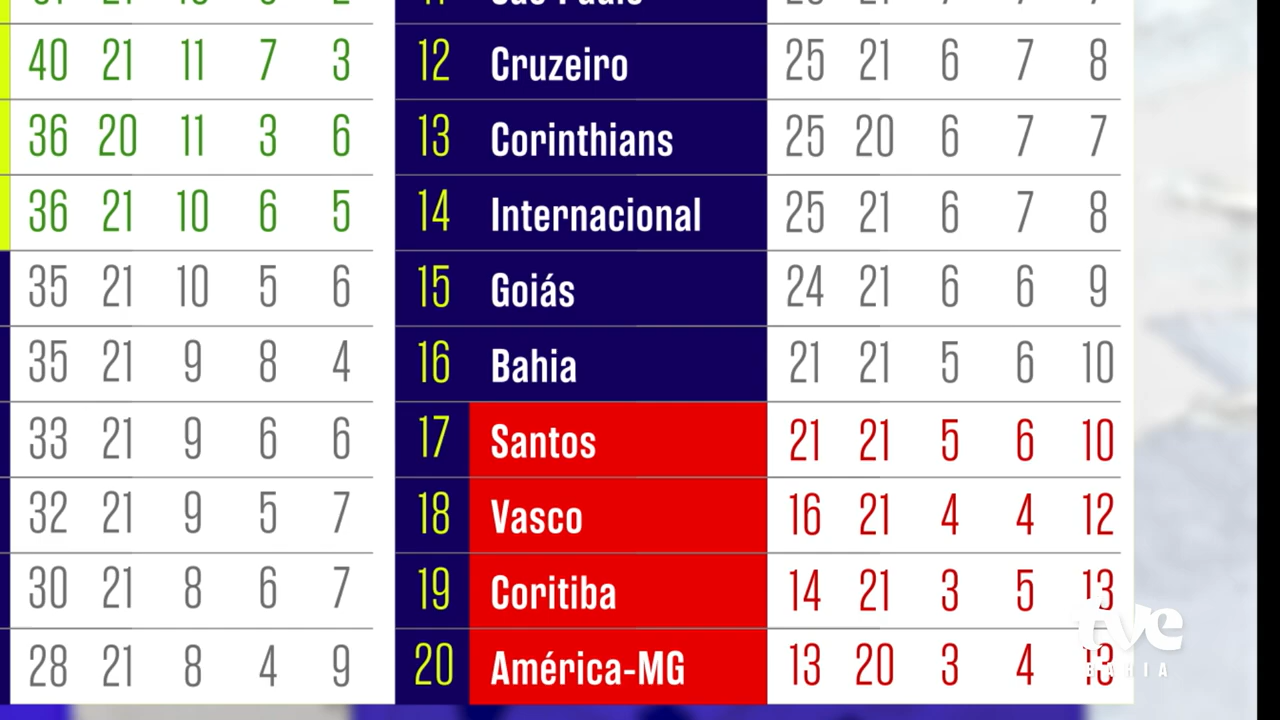 40 21 11 7 3
36 20 11 3 6
36 21 10 6 5
35 21 10 5 6
35 21 9 8 4
33 21 9 6 6
32 21 9 5 7
30 21 8 6 7
28 21 8 4 9
12 Cruzeiro 25 21 6 7 8
13 Corinthians 25 20 6 7 7
14 Internacional 25 21 6 7 8
15 Goiás 24 21 6 6 9
16 Bahia 21 21 5 6 10
17 Santos 21 21 5 6 10
18 Vasco 16 21 4 4 12
19 Coritiba 14 21 3 5 13
20 América-MG 13 20 3 4 13
tve
BAHIA